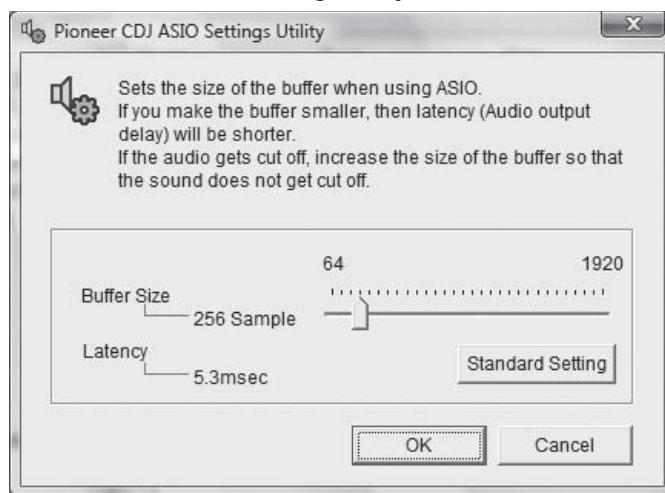 Pioneer CDJ ASIO Settings Utility
Sets the size of the buffer when using ASIO.
If you make the buffer smaller, then latency (Audio output
delay) will be shorter.
If the audio gets cut off, increase the size of the buffer so that
the sound does not get cut off.
64 1920
Buffer Size
256 Sample
Latency
5.3msec
Standard Setting
OK Cancel